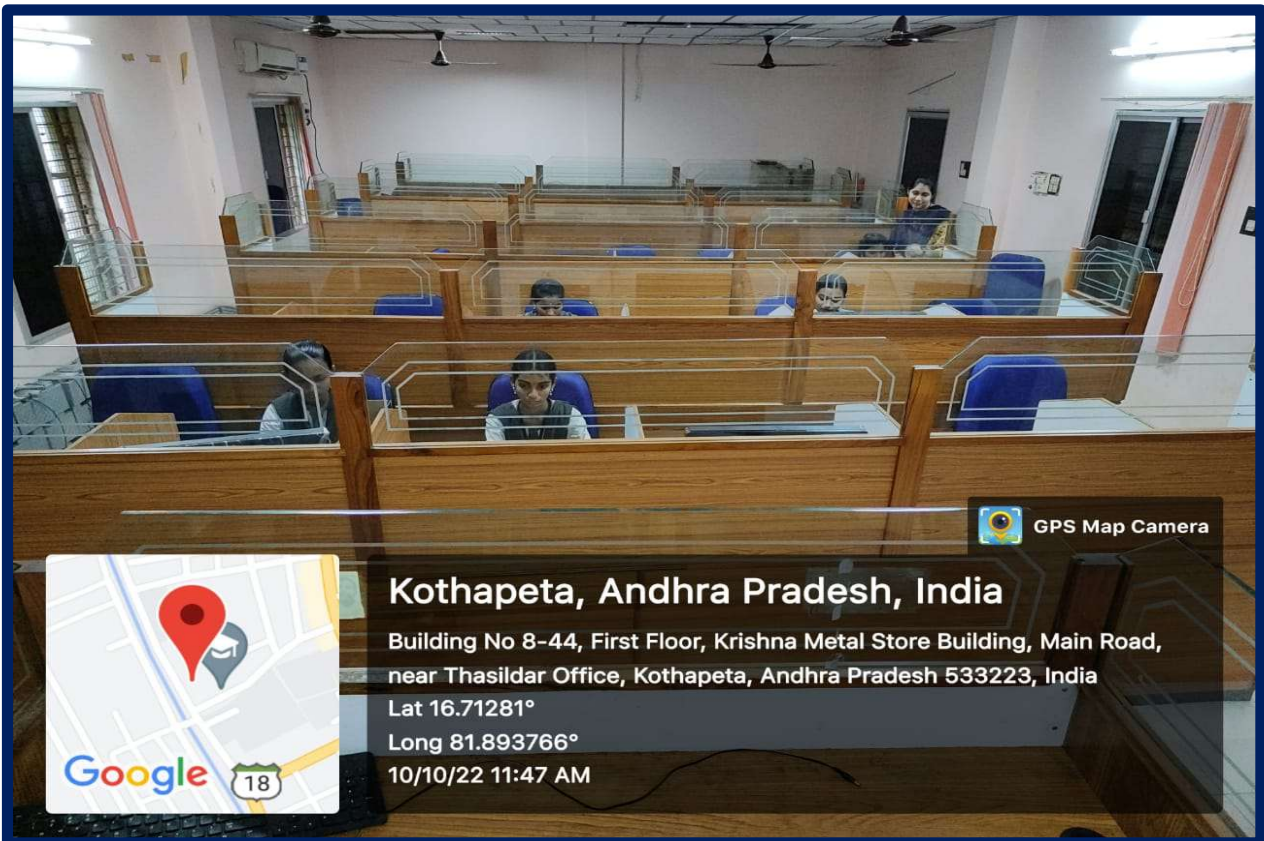 GPS Map Camera
Kothapeta, Andhra Pradesh, India
Building No 8-44, First Floor, Krishna Metal Store Building, Main Road,
near Thasildar Office, Kothapeta, Andhra Pradesh 533223, India
Lat 16.71281°
Long 81.893766°
10/10/22 11:47 AM
Google
18